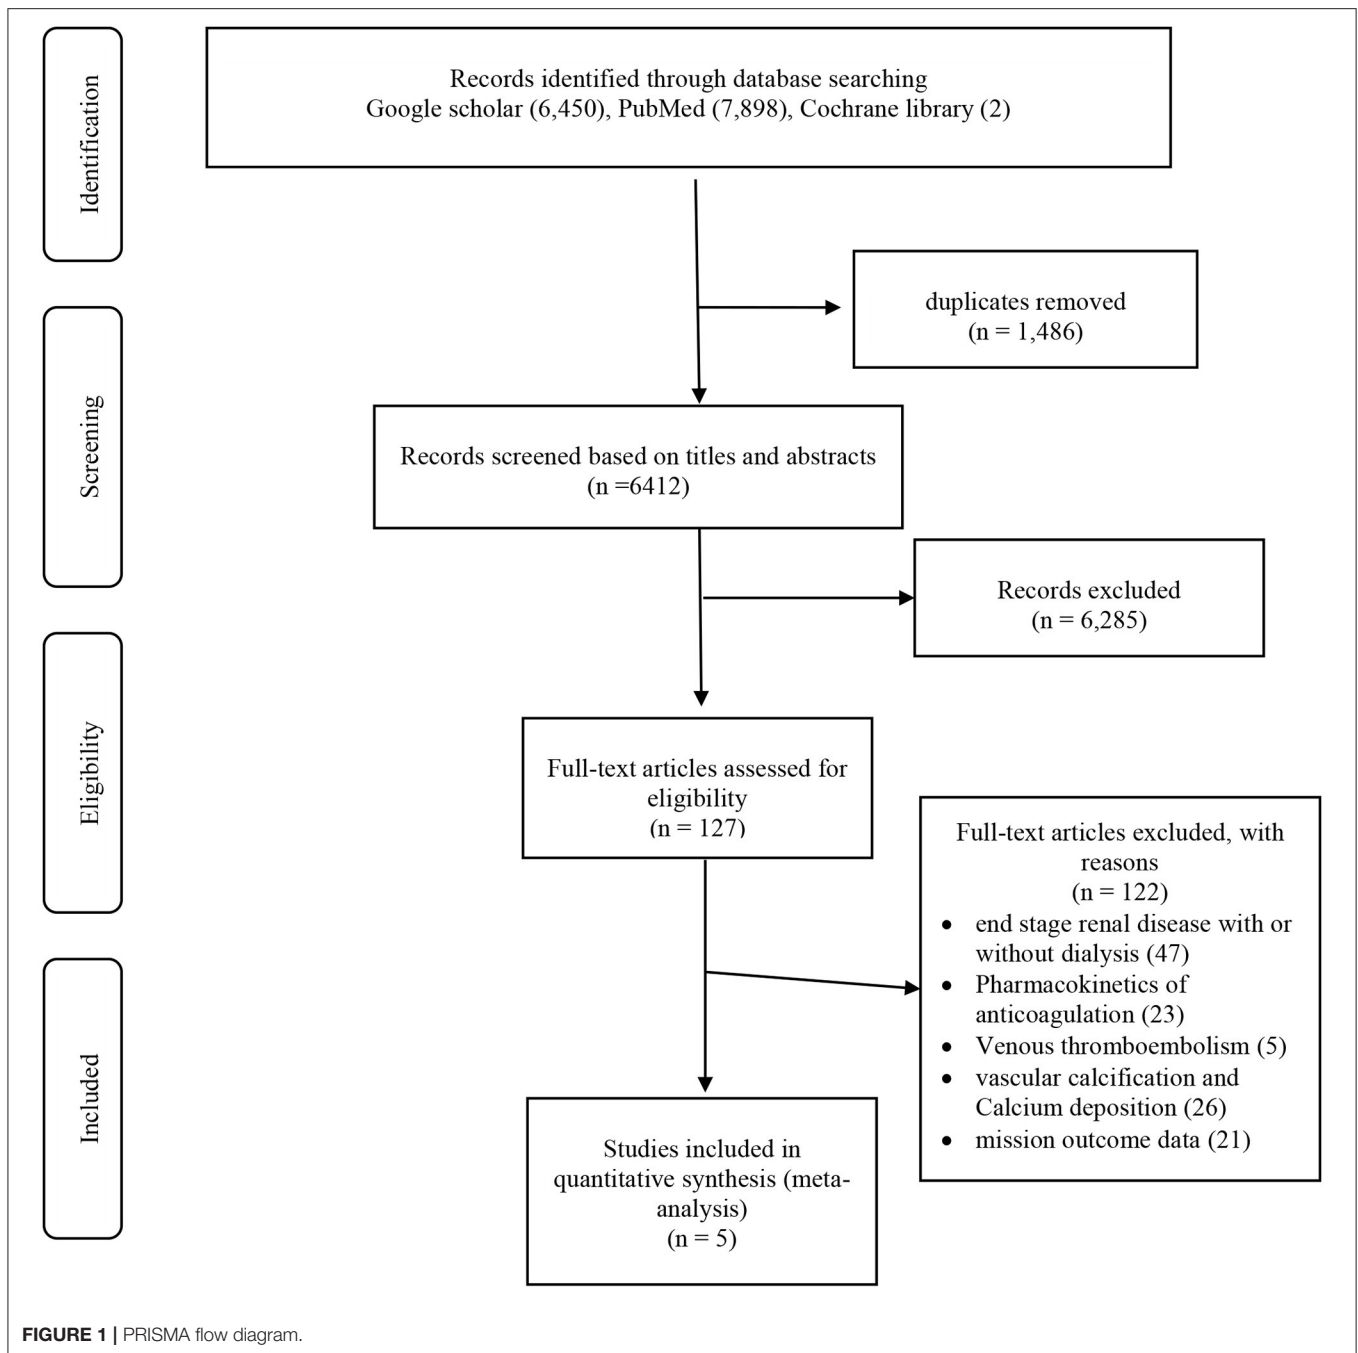 Identification
Records identified through database searching
Google scholar (6,450), PubMed (7,898), Cochrane library (2)
duplicates removed
(n = 1,486)
Screening
Records screened based on titles and abstracts
(n =6412)
Records excluded
(n = 6,285)
Eligibility
Full-text articles assessed for
eligibility
(n = 127)
Full-text articles excluded, with
reasons
(n = 122)
• end stage renal disease with or
without dialysis (47)
• Pharmacokinetics of
anticoagulation (23)
• Venous thromboembolism (5)
• vascular calcification and
Calcium deposition (26)
• mission outcome data (21)
Included
Studies included in
quantitative synthesis (meta-
analysis)
(n = 5)
FIGURE 1 | PRISMA flow diagram.